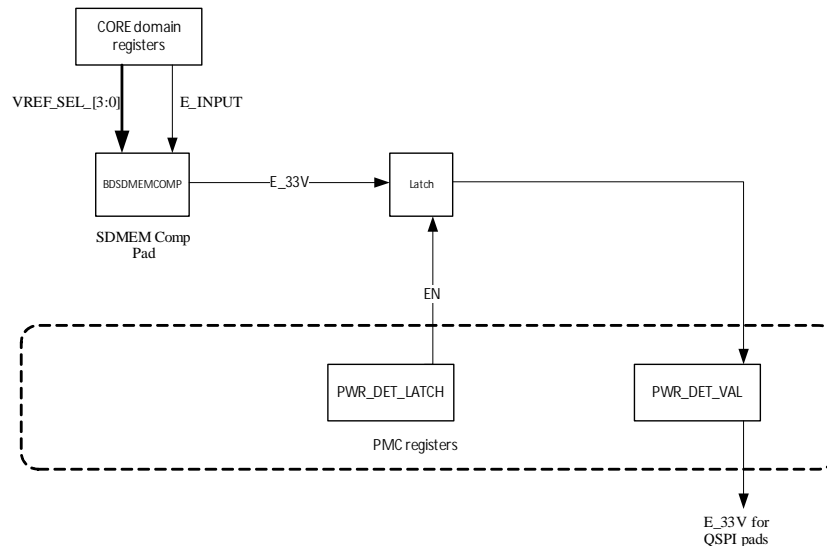 CORE domain
registers
VREF_SEL_[3:0]
E_INPUT
BDSDMEMCOMP
E_33V
Latch
SDMEM Comp
Pad
EN
PWR_DET_LATCH
PWR_DET_VAL
PMC registers
E_33V for
QSPI pads